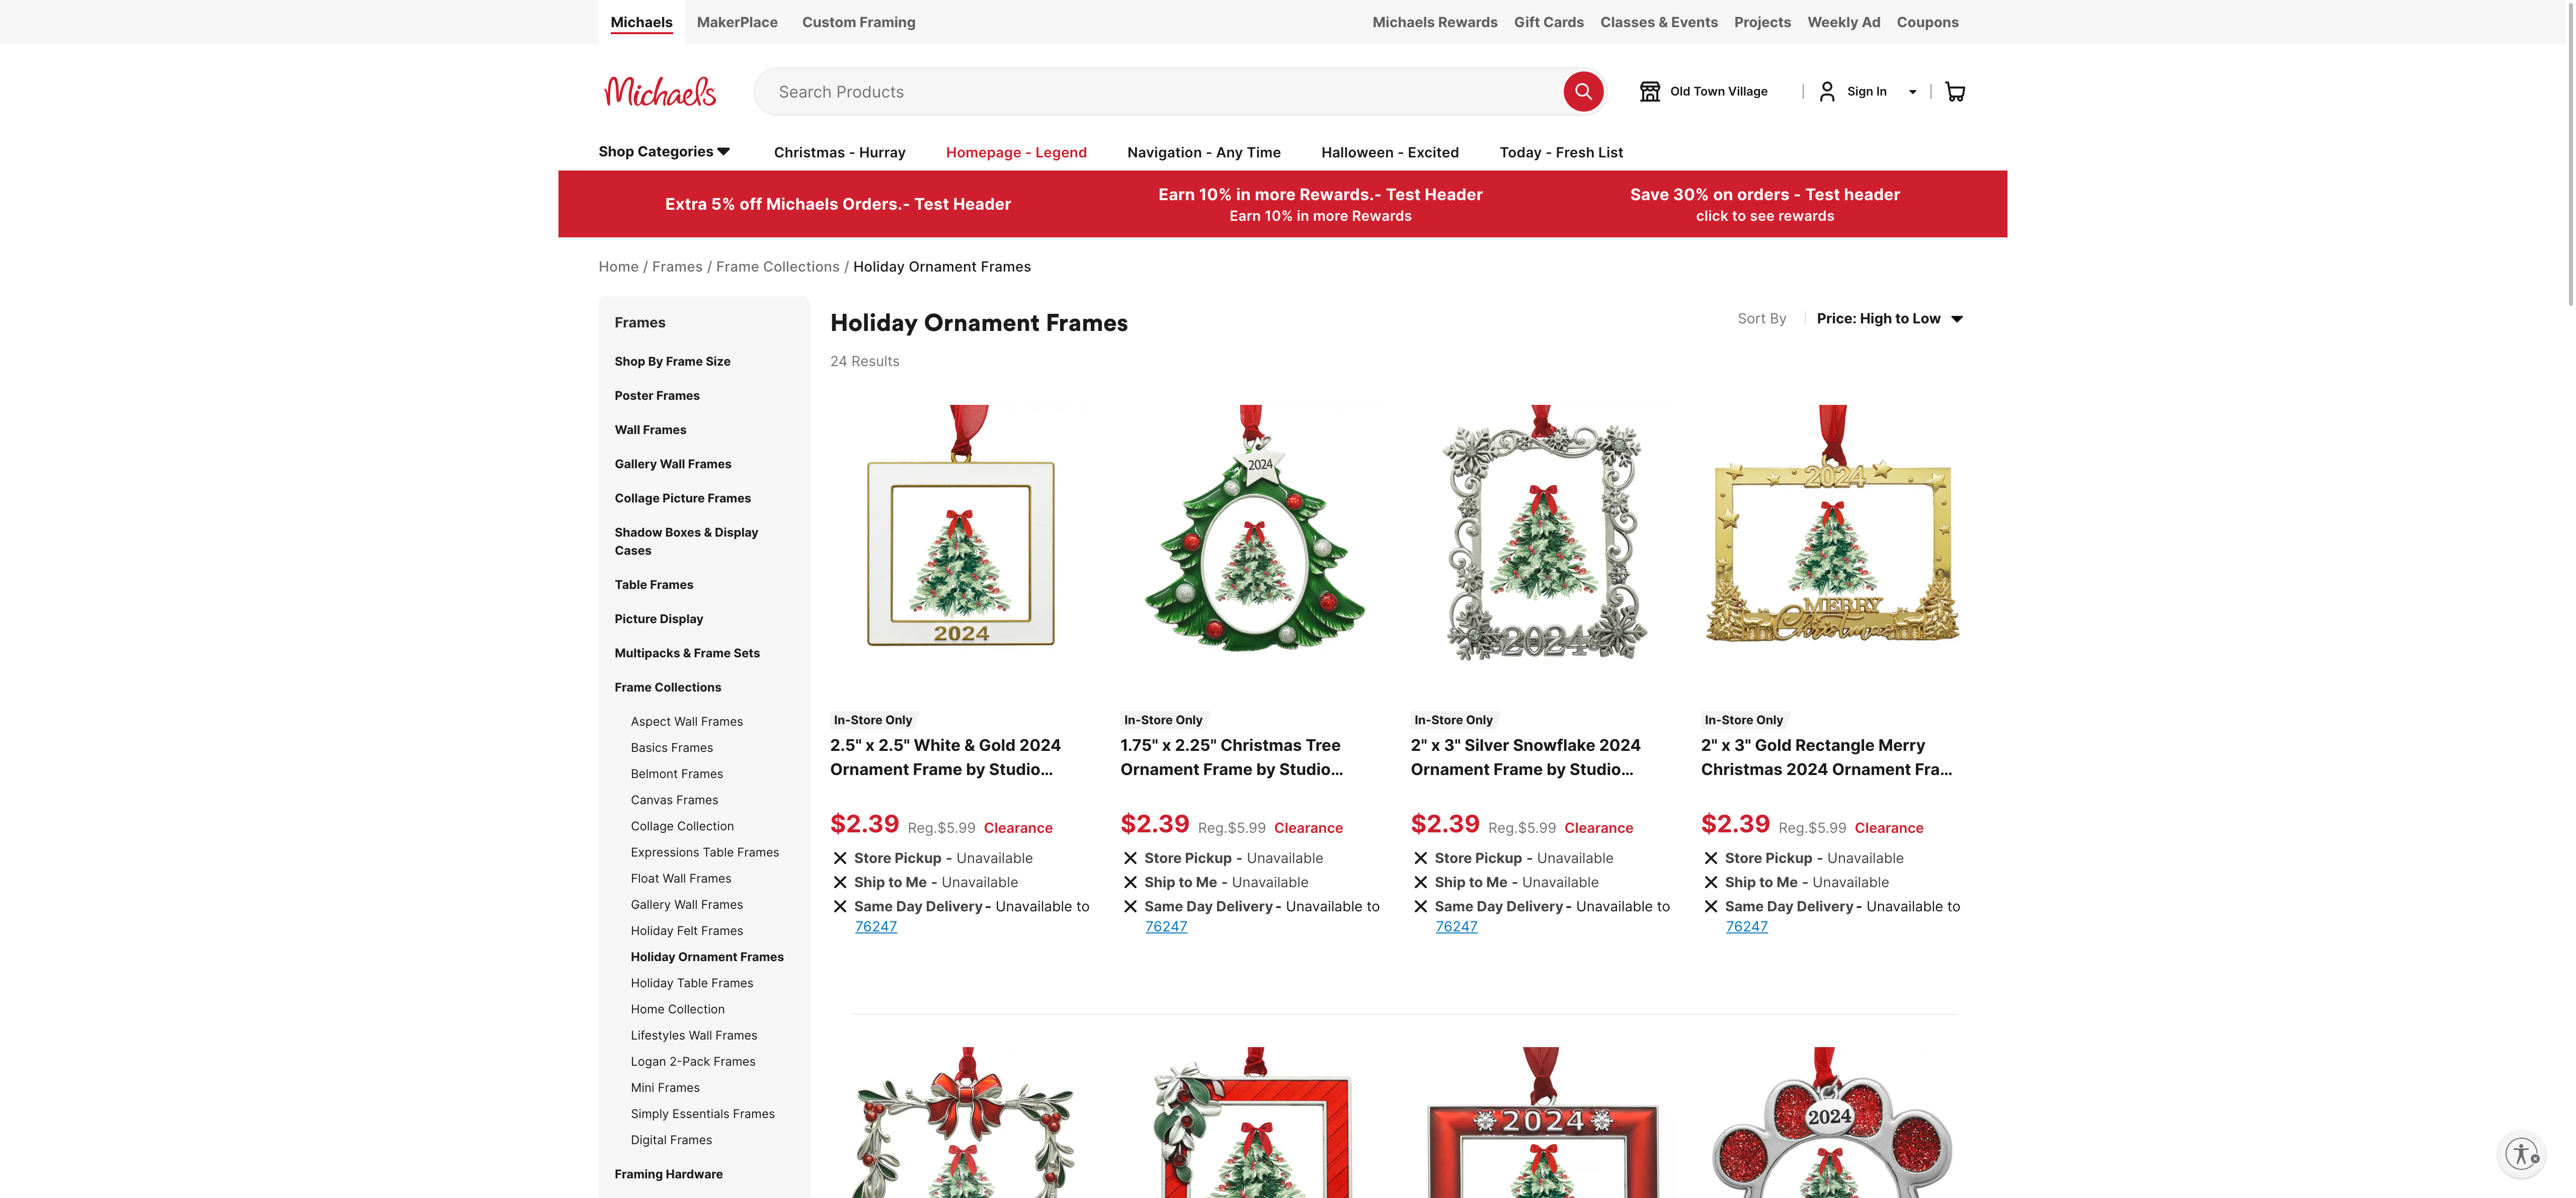 Michaels
MakerPlace
Custom Framing
Michaels Rewards
Gift Cards
Classes & Events
Projects
Weekly Ad
Coupons
Michaels
Search Products
Old Town Village
Sign In
Shop Categories
Christmas - Hurray
Homepage - Legend
Navigation - Any Time
Halloween - Excited
Today - Fresh List
Extra 5% off Michaels Orders.- Test Header
Earn 10% in more Rewards.- Test Header
Earn 10% in more Rewards
Save 30% on orders - Test header
click to see rewards
Home / Frames / Frame Collections / Holiday Ornament Frames
Frames
Shop By Frame Size
Poster Frames
Wall Frames
Gallery Wall Frames
Collage Picture Frames
Shadow Boxes & Display
Cases
Table Frames
Picture Display
Multipacks & Frame Sets
Frame Collections
Aspect Wall Frames
Basics Frames
Belmont Frames
Canvas Frames
Collage Collection
Expressions Table Frames
Float Wall Frames
Gallery Wall Frames
Holiday Felt Frames
Holiday Ornament Frames
Holiday Table Frames
Home Collection
Lifestyles Wall Frames
Logan 2-Pack Frames
Mini Frames
Simply Essentials Frames
Digital Frames
Framing Hardware
Holiday Ornament Frames
24 Results
Sort By
Price: High to Low
2024
In-Store Only
2.5" x 2.5" White & Gold 2024
Ornament Frame by Studio...
$2.39 Reg.$5.99 Clearance
Store Pickup - Unavailable
Ship to Me - Unavailable
Same Day Delivery - Unavailable to
76247
2024
In-Store Only
1.75" x 2.25" Christmas Tree
Ornament Frame by Studio...
$2.39 Reg.$5.99 Clearance
Store Pickup - Unavailable
Ship to Me - Unavailable
Same Day Delivery - Unavailable to
76247
2024
In-Store Only
2" x 3" Silver Snowflake 2024
Ornament Frame by Studio...
$2.39 Reg.$5.99 Clearance
Store Pickup - Unavailable
Ship to Me - Unavailable
Same Day Delivery - Unavailable to
76247
2024
MERRY
Christmas
In-Store Only
2" x 3" Gold Rectangle Merry
Christmas 2024 Ornament Fra...
$2.39 Reg.$5.99 Clearance
Store Pickup - Unavailable
Ship to Me - Unavailable
Same Day Delivery - Unavailable to
76247
2024
2024